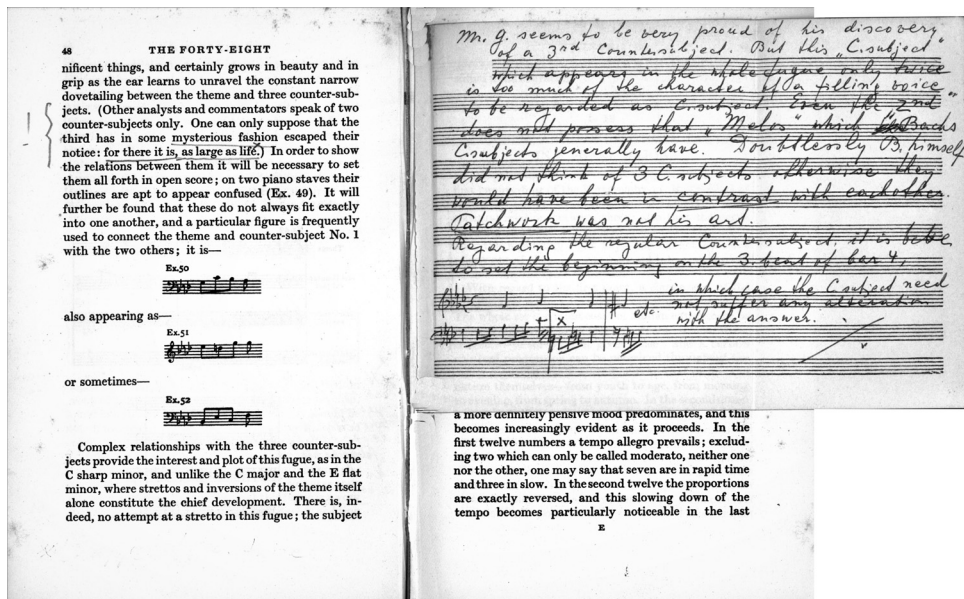 48 THE FORTY-EIGHT
nificent things, and certainly grows in beauty and in
grip as the ear learns to unravel the constant narrow
dovetailing between the theme and three counter-sub-
jects. (Other analysts and commentators speak of two
counter-subjects only. One can only suppose that the
third has in some mysterious fashion escaped their
notice: for there it is, as large as life.) In order to show
the relations between them it will be necessary to set
them all forth in open score; on two piano staves their
outlines are apt to appear confused (Ex. 49). It will
further be found that these do not always fit exactly
into one another, and a particular figure is frequently
used to connect the theme and counter-subject No. 1
with the two others; it is—
Ex.50
also appearing as—
Ex.51
or sometimes—
Ex.52
Complex relationships with the three counter-sub-
jects provide the interest and plot of this fugue, as in the
C sharp minor, and unlike the C major and the E flat
minor, where strettos and inversions of the theme itself
alone constitute the chief development. There is, in-
deed, no attempt at a stretto in this fugue; the subject
Mr. G. seems to be very proud of his discovery
of a 3rd Countersubject. But this „C.subject"
which appears in the whole fugue only twice
is too much of the character of a filling voice
to be regarded as C.subject. Even the 2nd"
does not possess that „Melos" which Bachs
C.subjects generally have. Doubtlessly B. himself
did not think of 3 C.subjects otherwise they
would have been in contrast with eachother.
Patchwork was not his art.
Regarding the regular Countersubject, it is better
to set the beginning on the 3. beat of bar 4,
in which case the C.subject need
not suffer any alteration
with the answer.
etc.
x
a more definitely pensive mood predominates, and this
becomes increasingly evident as it proceeds. In the
first twelve numbers a tempo allegro prevails; exclud-
ing two which can only be called moderato, neither one
nor the other, one may say that seven are in rapid time
and three in slow. In the second twelve the proportions
are exactly reversed, and this slowing down of the
tempo becomes particularly noticeable in the last
E